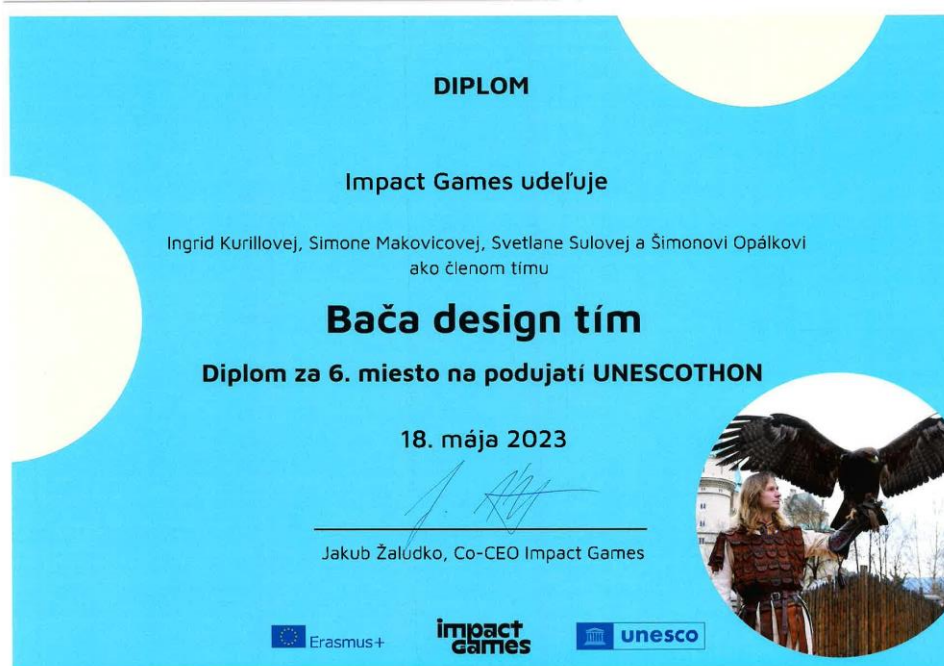 DIPLOM
Impact Games udeľuje
Ingrid Kurillovej, Simone Makovicovej, Svetlane Sulovej a Šimonovi Opálkovi
ako členom tímu
Bača design tím
Diplom za 6. miesto na podujatí UNESCOTHON
18. mája 2023
Jakub Žaludko, Co-CEO Impact Games
Erasmus+
impact
games
unesco